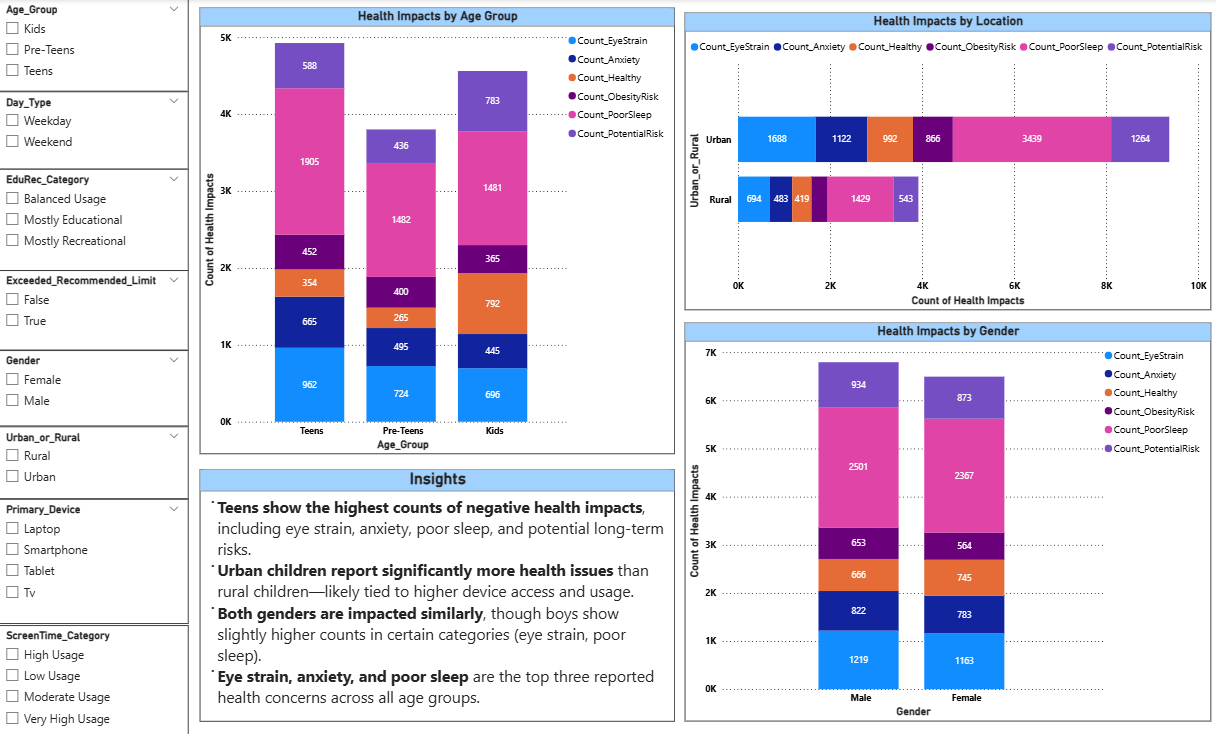 Age_Group
Kids
Pre-Teens
Teens
Day_Type
Weekday
Weekend
EduRec_Category
Balanced Usage
Mostly Educational
Mostly Recreational
Exceeded_Recommended_Limit
False
True
Gender
Female
Male
Urban_or_Rural
Rural
Urban
Primary_Device
Laptop
Smartphone
Tablet
Tv
ScreenTime_Category
High Usage
Low Usage
Moderate Usage
Very High Usage
Health Impacts by Age Group
Count_EyeStrain
Count_Anxiety
Count_Healthy
Count_ObesityRisk
Count_PoorSleep
Count_PotentialRisk
Count of Health Impacts
5K
4K
3K
2K
1K
0K
588
1905
452
354
665
962
436
1482
400
265
495
724
783
1481
365
792
445
696
Teens Pre-Teens Kids
Age_Group
Insights
Teens show the highest counts of negative health impacts,
including eye strain, anxiety, poor sleep, and potential long-term
risks.
Urban children report significantly more health issues than
rural children—likely tied to higher device access and usage.
Both genders are impacted similarly, though boys show
slightly higher counts in certain categories (eye strain, poor
sleep).
Eye strain, anxiety, and poor sleep are the top three reported
health concerns across all age groups.
Health Impacts by Location
Count_EyeStrain Count_Anxiety Count_Healthy Count_ObesityRisk Count_PoorSleep Count_PotentialRisk
Urban_or_Rural
Urban 1688 1122 992 866 3439 1264
Rural 694 483 419 1429 543
0K 2K 4K 6K 8K 10K
Count of Health Impacts
Health Impacts by Gender
Count_EyeStrain
Count_Anxiety
Count_Healthy
Count_ObesityRisk
Count_PoorSleep
Count_PotentialRisk
Count of Health Impacts
7K
6K
5K
4K
3K
2K
1K
0K
934
2501
653
666
822
1219
873
2367
564
745
783
1163
Male Female
Gender